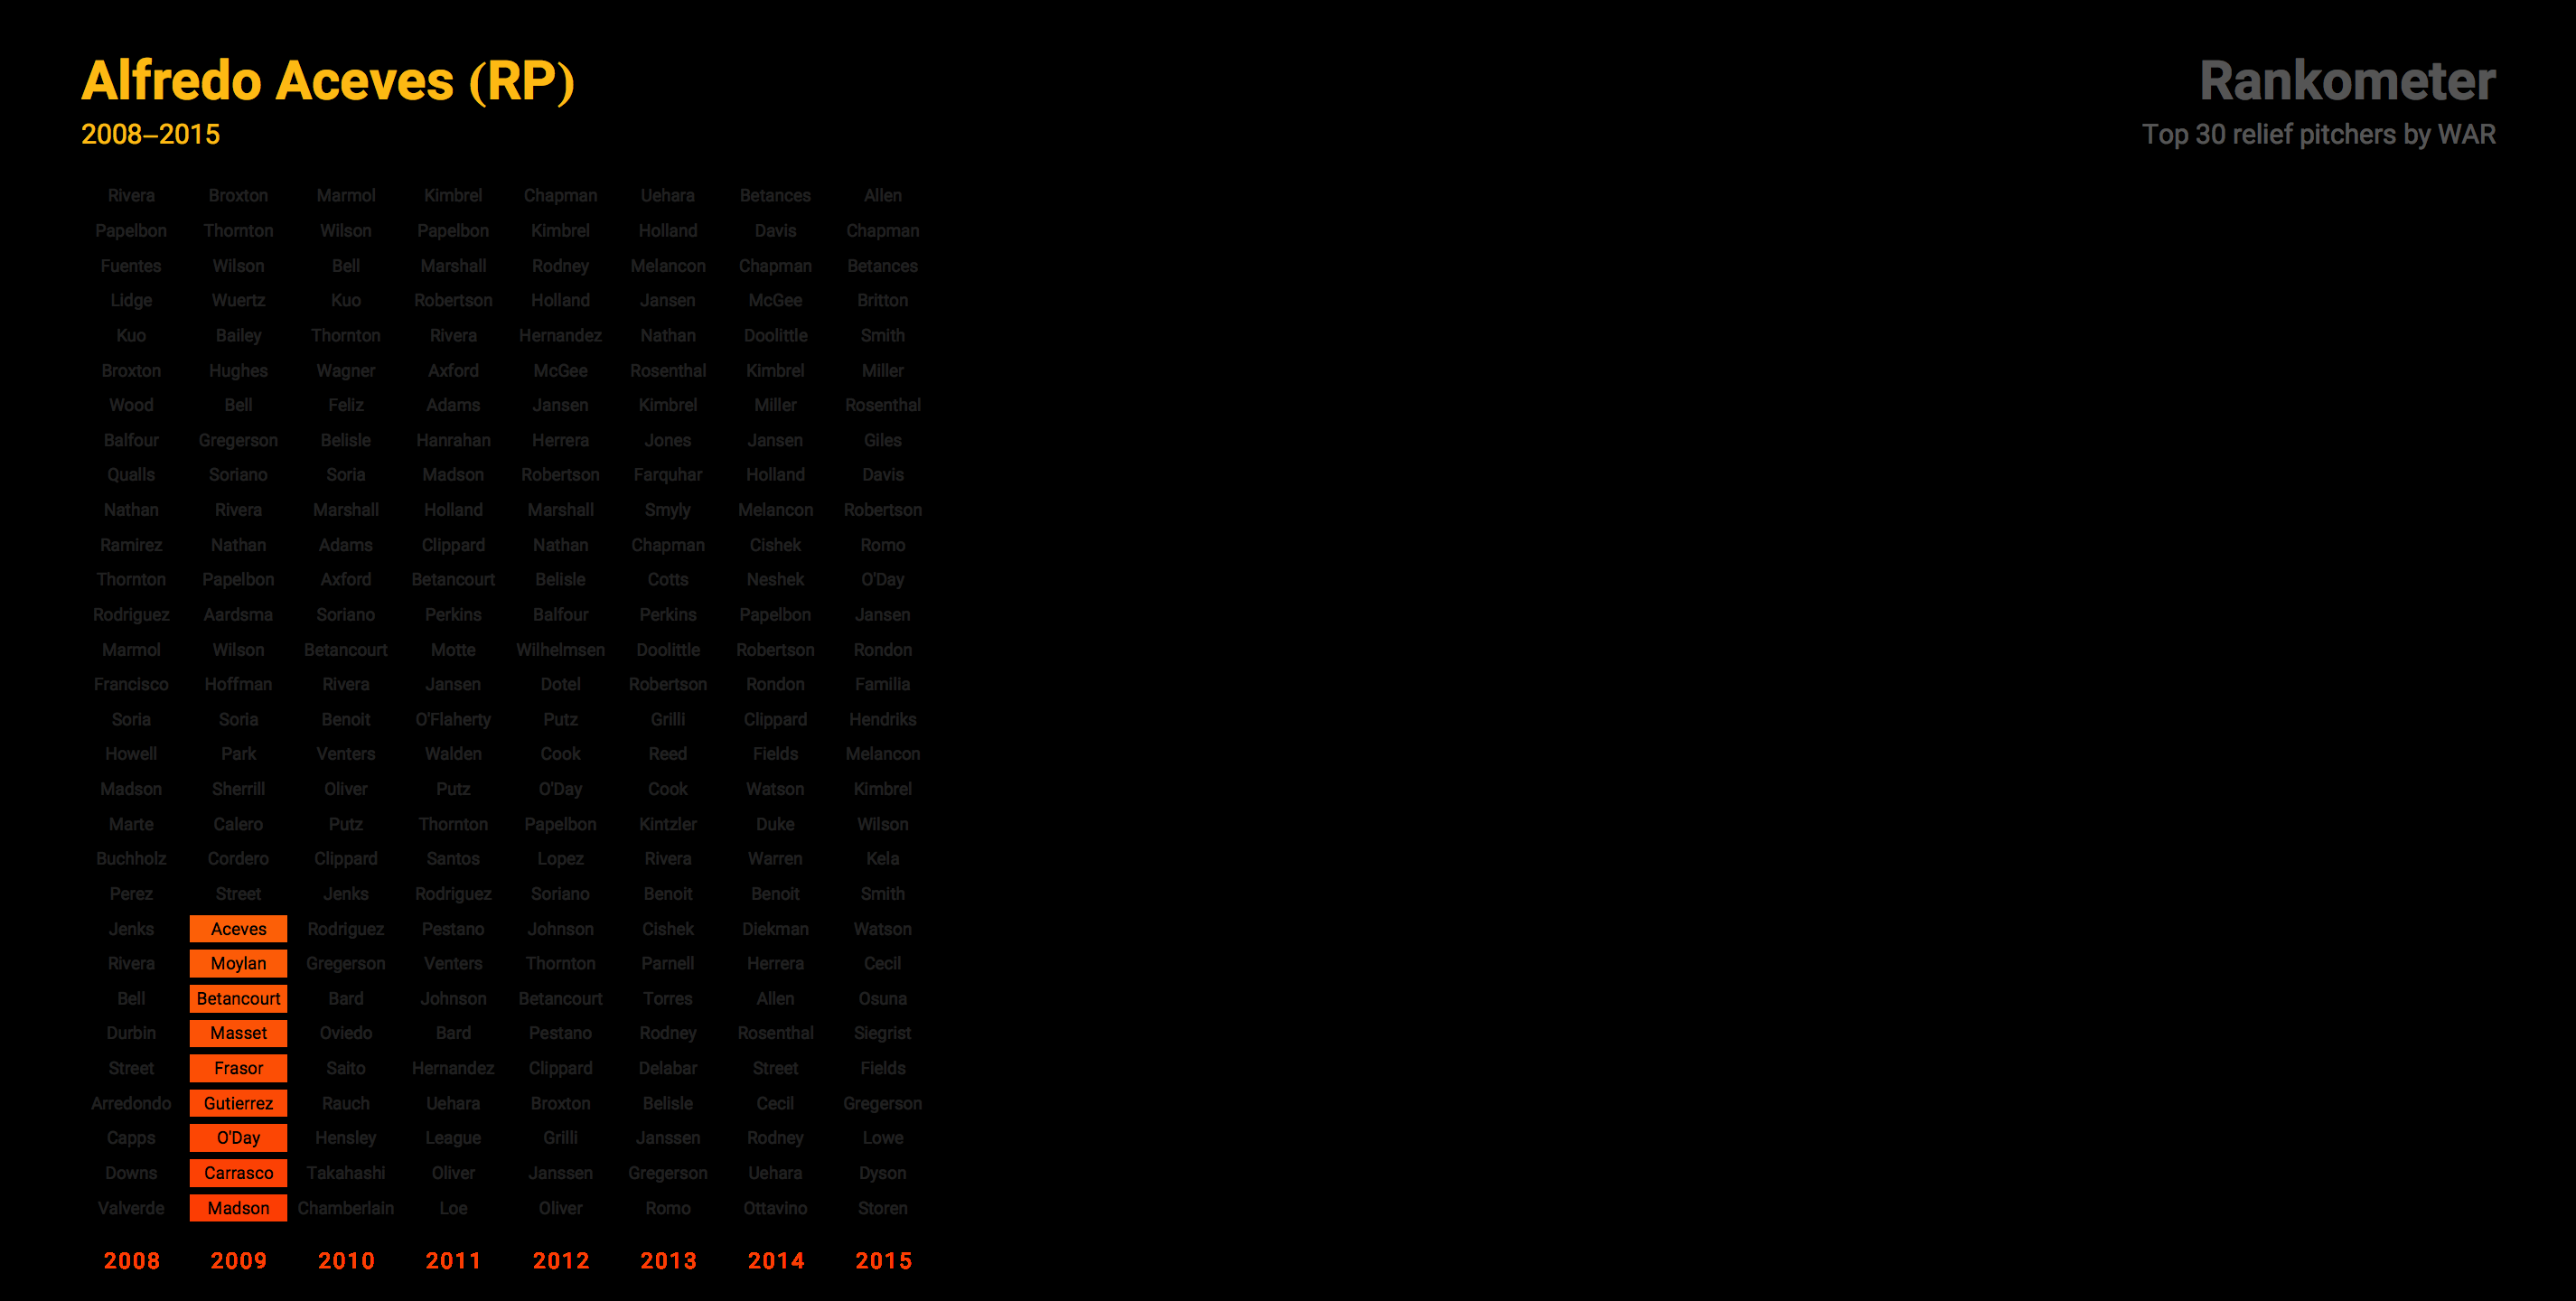 Alfredo Aceves (RP)
2008–2015
Rankometer
Top 30 relief pitchers by WAR
Rivera Broxton Marmol Kimbrel Chapman Uehara Betances Allen
Papelbon Thornton Wilson Papelbon Kimbrel Holland Davis Chapman
Fuentes Wilson Bell Marshall Rodney Melancon Chapman Betances
Lidge Wuertz Kuo Robertson Holland Jansen McGee Britton
Kuo Bailey Thornton Rivera Hernandez Nathan Doolittle Smith
Broxton Hughes Wagner Axford McGee Rosenthal Kimbrel Miller
Wood Bell Feliz Adams Jansen Kimbrel Miller Rosenthal
Balfour Gregerson Belisle Hanrahan Herrera Jones Jansen Giles
Qualls Soriano Soria Madson Robertson Farquhar Holland Davis
Nathan Rivera Marshall Holland Marshall Smyly Melancon Robertson
Ramirez Nathan Adams Clippard Nathan Chapman Cishek Romo
Thornton Papelbon Axford Betancourt Belisle Cotts Neshek O'Day
Rodriguez Aardsma Soriano Perkins Balfour Perkins Papelbon Jansen
Marmol Wilson Betancourt Motte Wilhelmsen Doolittle Robertson Rondon
Francisco Hoffman Rivera Jansen Dotel Robertson Rondon Familia
Soria Soria Benoit O'Flaherty Putz Grilli Clippard Hendriks
Howell Park Venters Walden Cook Reed Fields Melancon
Madson Sherrill Oliver Putz O'Day Cook Watson Kimbrel
Marte Calero Putz Thornton Papelbon Kintzler Duke Wilson
Buchholz Cordero Clippard Santos Lopez Rivera Warren Kela
Perez Street Jenks Rodriguez Soriano Benoit Benoit Smith
Jenks Aceves Rodriguez Pestano Johnson Cishek Diekman Watson
Rivera Moylan Gregerson Venters Thornton Parnell Herrera Cecil
Bell Betancourt Bard Johnson Betancourt Torres Allen Osuna
Durbin Masset Oviedo Bard Pestano Rodney Rosenthal Siegrist
Street Frasor Saito Hernandez Clippard Delabar Street Fields
Arredondo Gutierrez Rauch Uehara Broxton Belisle Cecil Gregerson
Capps O'Day Hensley League Grilli Janssen Rodney Lowe
Downs Carrasco Takahashi Oliver Janssen Gregerson Uehara Dyson
Valverde Madson Chamberlain Loe Oliver Romo Ottavino Storen
2008 2009 2010 2011 2012 2013 2014 2015